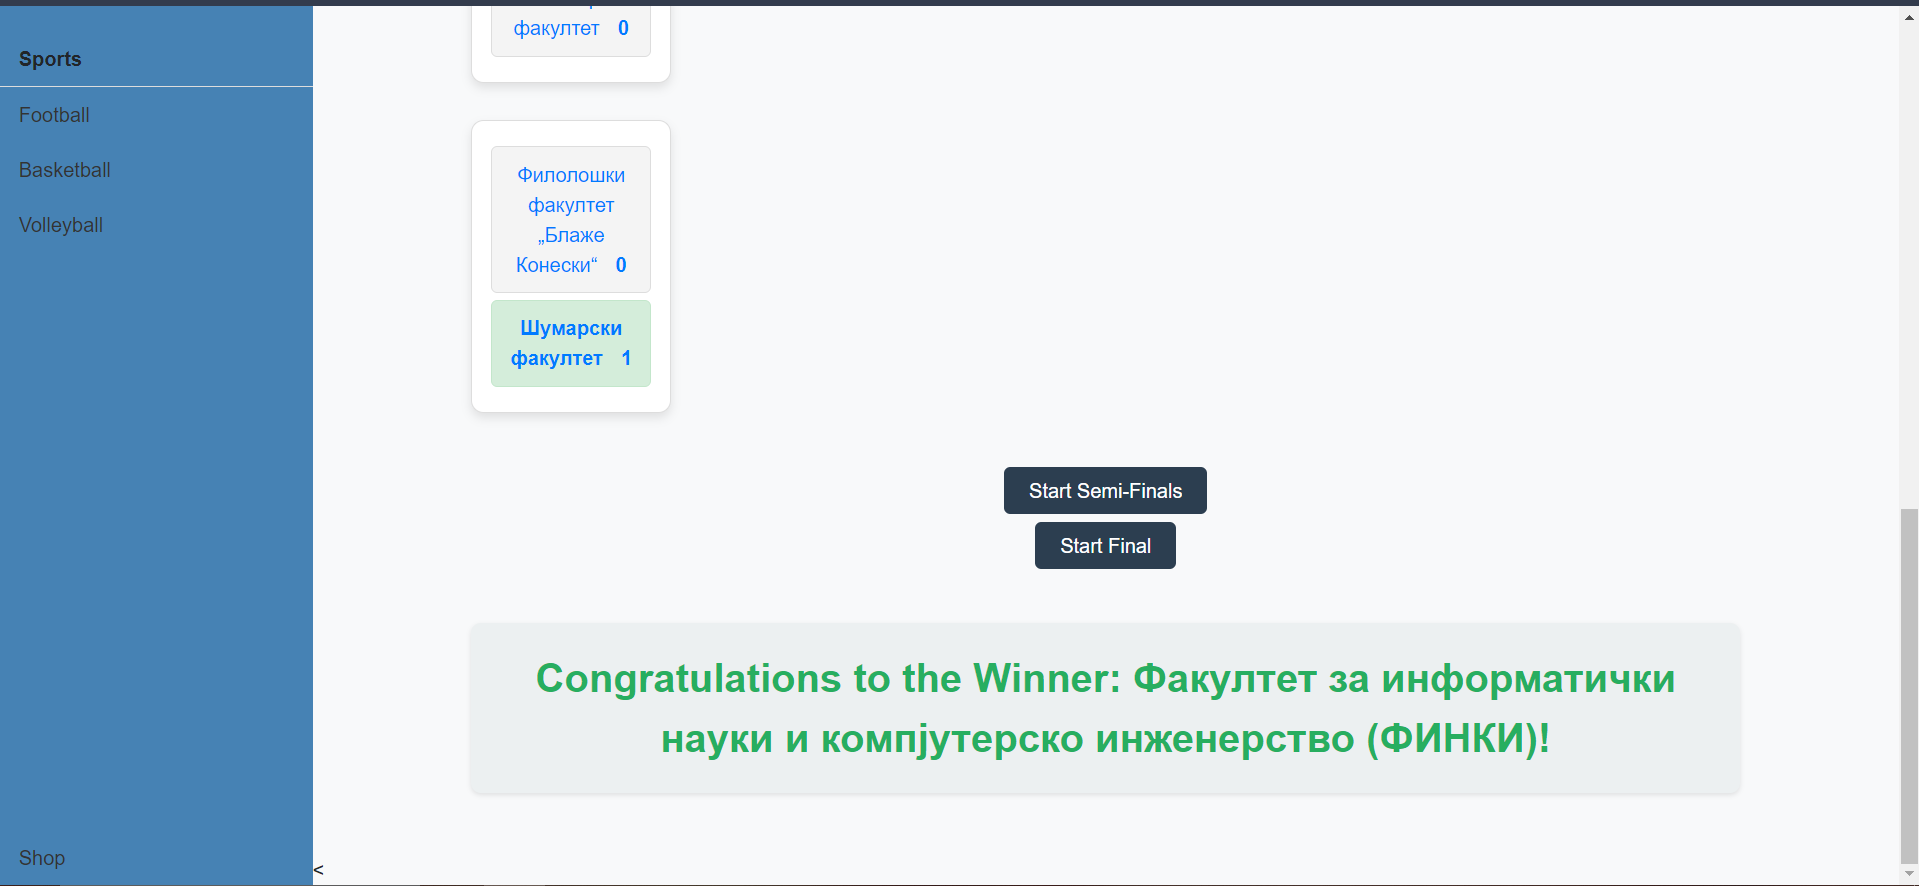 Sports
Football
Basketball
Volleyball
Shop
факултет 0
Филолошки
факултет
„Блаже
Конески“ 0
Шумарски
факултет 1
Start Semi-Finals
Start Final
Congratulations to the Winner: Факултет за информатички
науки и компјутерско инженерство (ФИНКИ)!
<